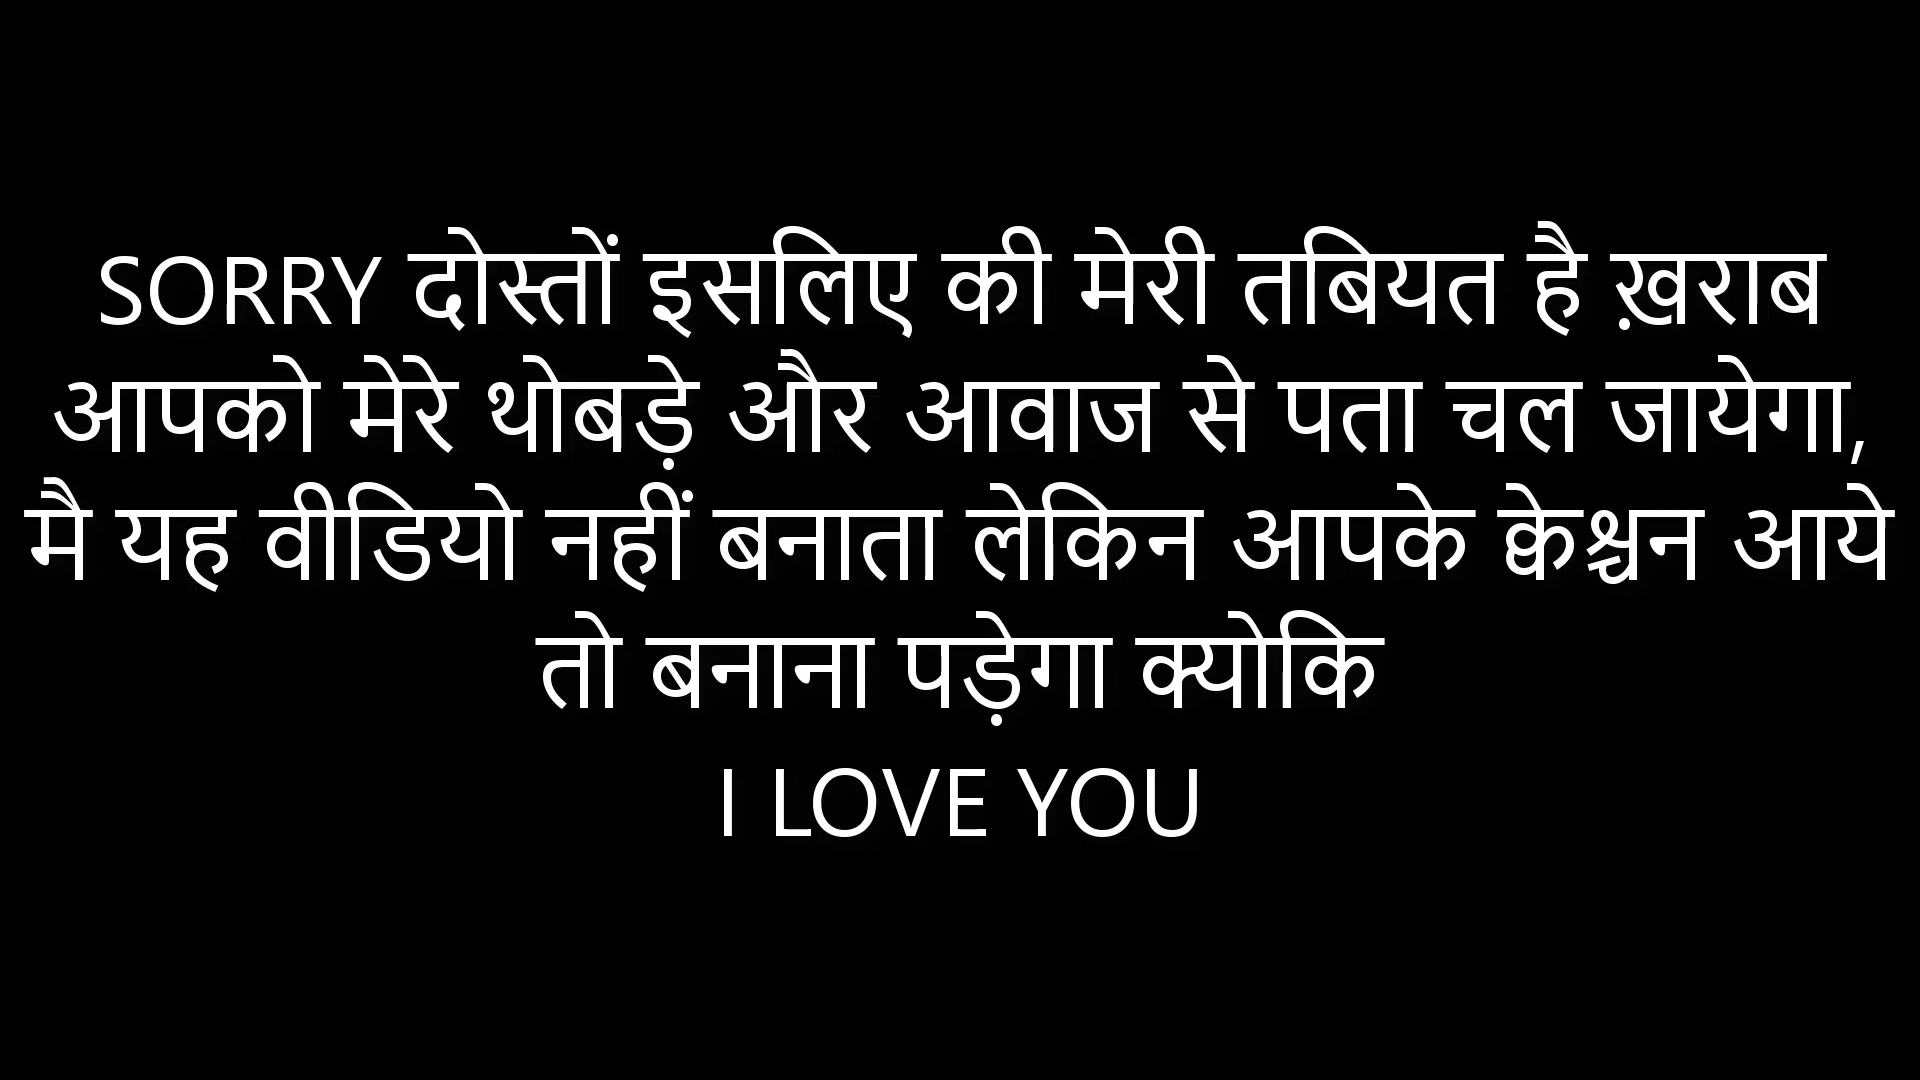 SORRY दोस्तों इसलिए की मेरी तबियत है ख़राब
आपको मेरे थोबड़े और आवाज से पता चल जायेगा,
मै यह वीडियो नहीं बनाता लेकिन आपके क्वेश्चन आये
तो बनाना पड़ेगा क्योकि
I LOVE YOU